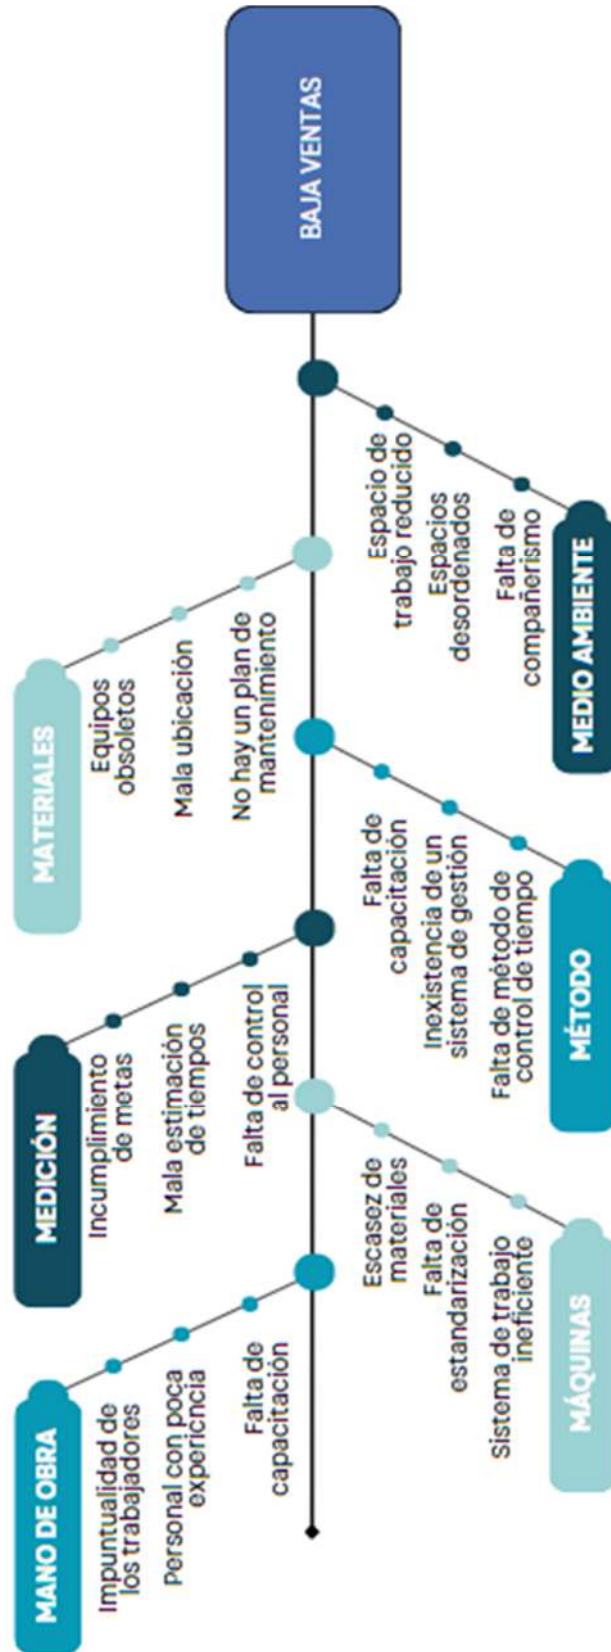 MANO DE OBRA
Impuntualidad de
los trabajadores
Personal con poca
experiencia
Falta de
capacitación
MEDICIÓN
Incumplimiento
de metas
Mala estimación
de tiempos
Falta de control
al personal
MATERIALES
Equipos
obsoletos
Mala ubicación
No hay un plan de
mantenimiento
BAJA VENTAS
Escasez de
materiales
Falta de
estandarización
Sistema de trabajo
ineficiente
MÁQUINAS
Falta de
capacitación
Inexistencia de un
sistema de gestión
Falta de método de
control de tiempo
MÉTODO
Espacio de
trabajo reducido
Espacios
desordenados
Falta de
compañerismo
MEDIO AMBIENTE